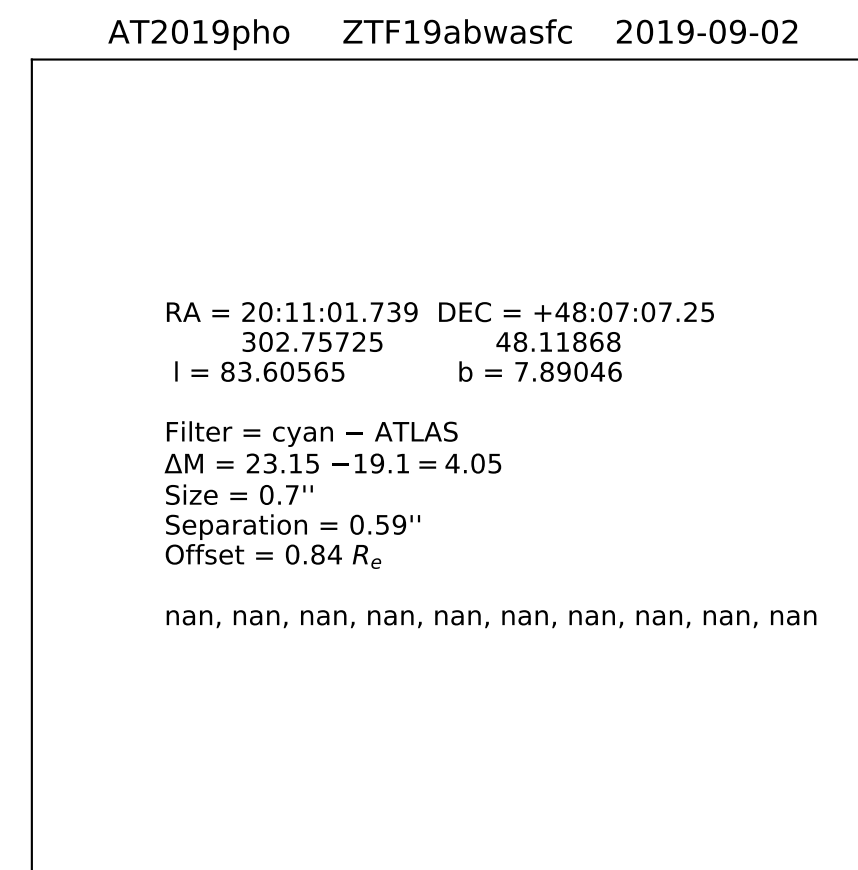 AT2019pho ZTF19abwasfc 2019-09-02
RA = 20:11:01.739 DEC = +48:07:07.25
302.75725 48.11868
l = 83.60565 b = 7.89046
Filter = cyan − ATLAS
ΔM = 23.15 −19.1 = 4.05
Size = 0.7''
Separation = 0.59''
Offset = 0.84 Rₑ
nan, nan, nan, nan, nan, nan, nan, nan, nan, nan